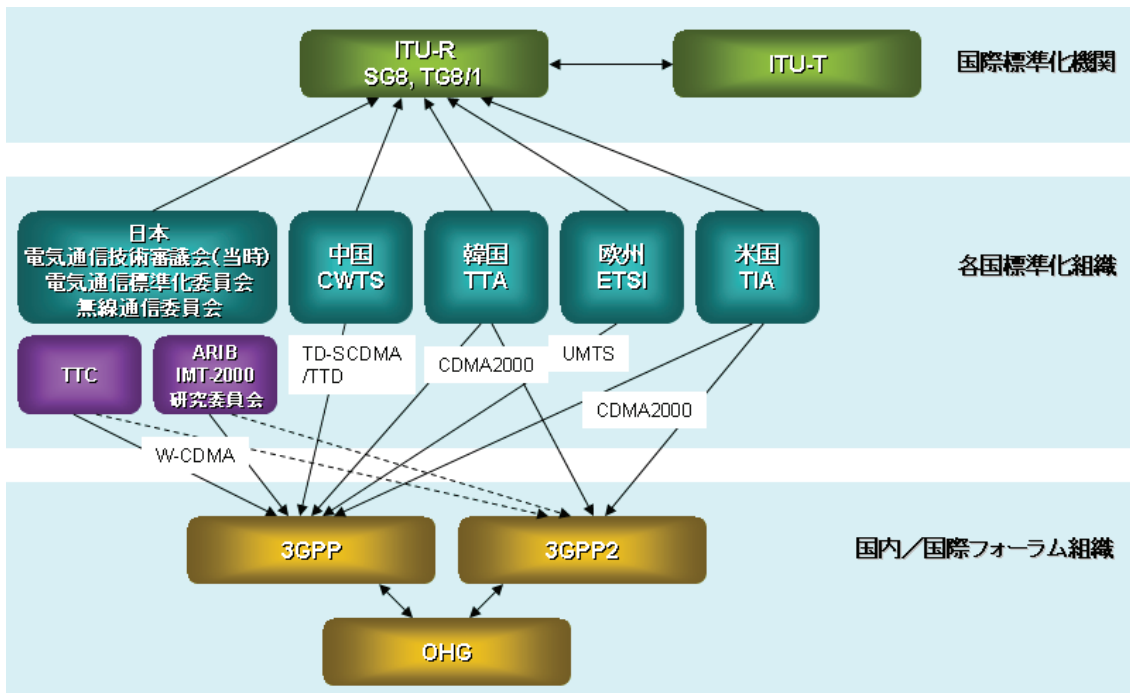 ITU-R
SG8, TG8/1
ITU-T
国際標準化機関
日本
電気通信技術審議会(当時)
電気通信標準化委員会
無線通信委員会
中国
CWTS
韓国
TTA
欧州
ETSI
米国
TIA
各国標準化組織
TTC
ARIB
IMT-2000
研究委員会
TD-SCDMA
/TTD
CDMA2000
UMTS
CDMA2000
W-CDMA
3GPP
3GPP2
国内/国際フォーラム組織
OHG